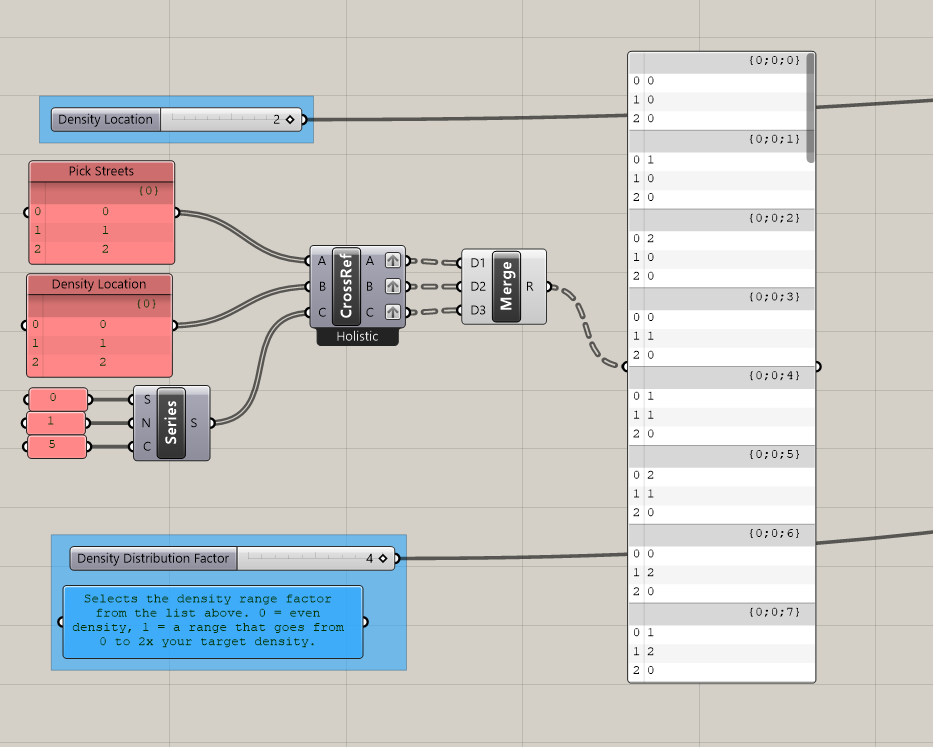 Density Location 2
Pick Streets
{0}
0 0
1 1
2 2
Density Location
{0}
0 0
1 1
2 2
0
1
5
S
N
C
Series
S
A
B
C
CrossRef
A
B
C
Holistic
D1
D2
D3
Merge
R
{0;0;0}
0 0
1 0
2 0
{0;0;1}
0 1
1 0
2 0
{0;0;2}
0 2
1 0
2 0
{0;0;3}
0 0
1 1
2 0
{0;0;4}
0 1
1 1
2 0
{0;0;5}
0 2
1 1
2 0
{0;0;6}
0 0
1 2
2 0
{0;0;7}
0 1
1 2
2 0
Density Distribution Factor 4
Selects the density range factor
from the list above. 0 = even
density, 1 = a range that goes from
0 to 2x your target density.